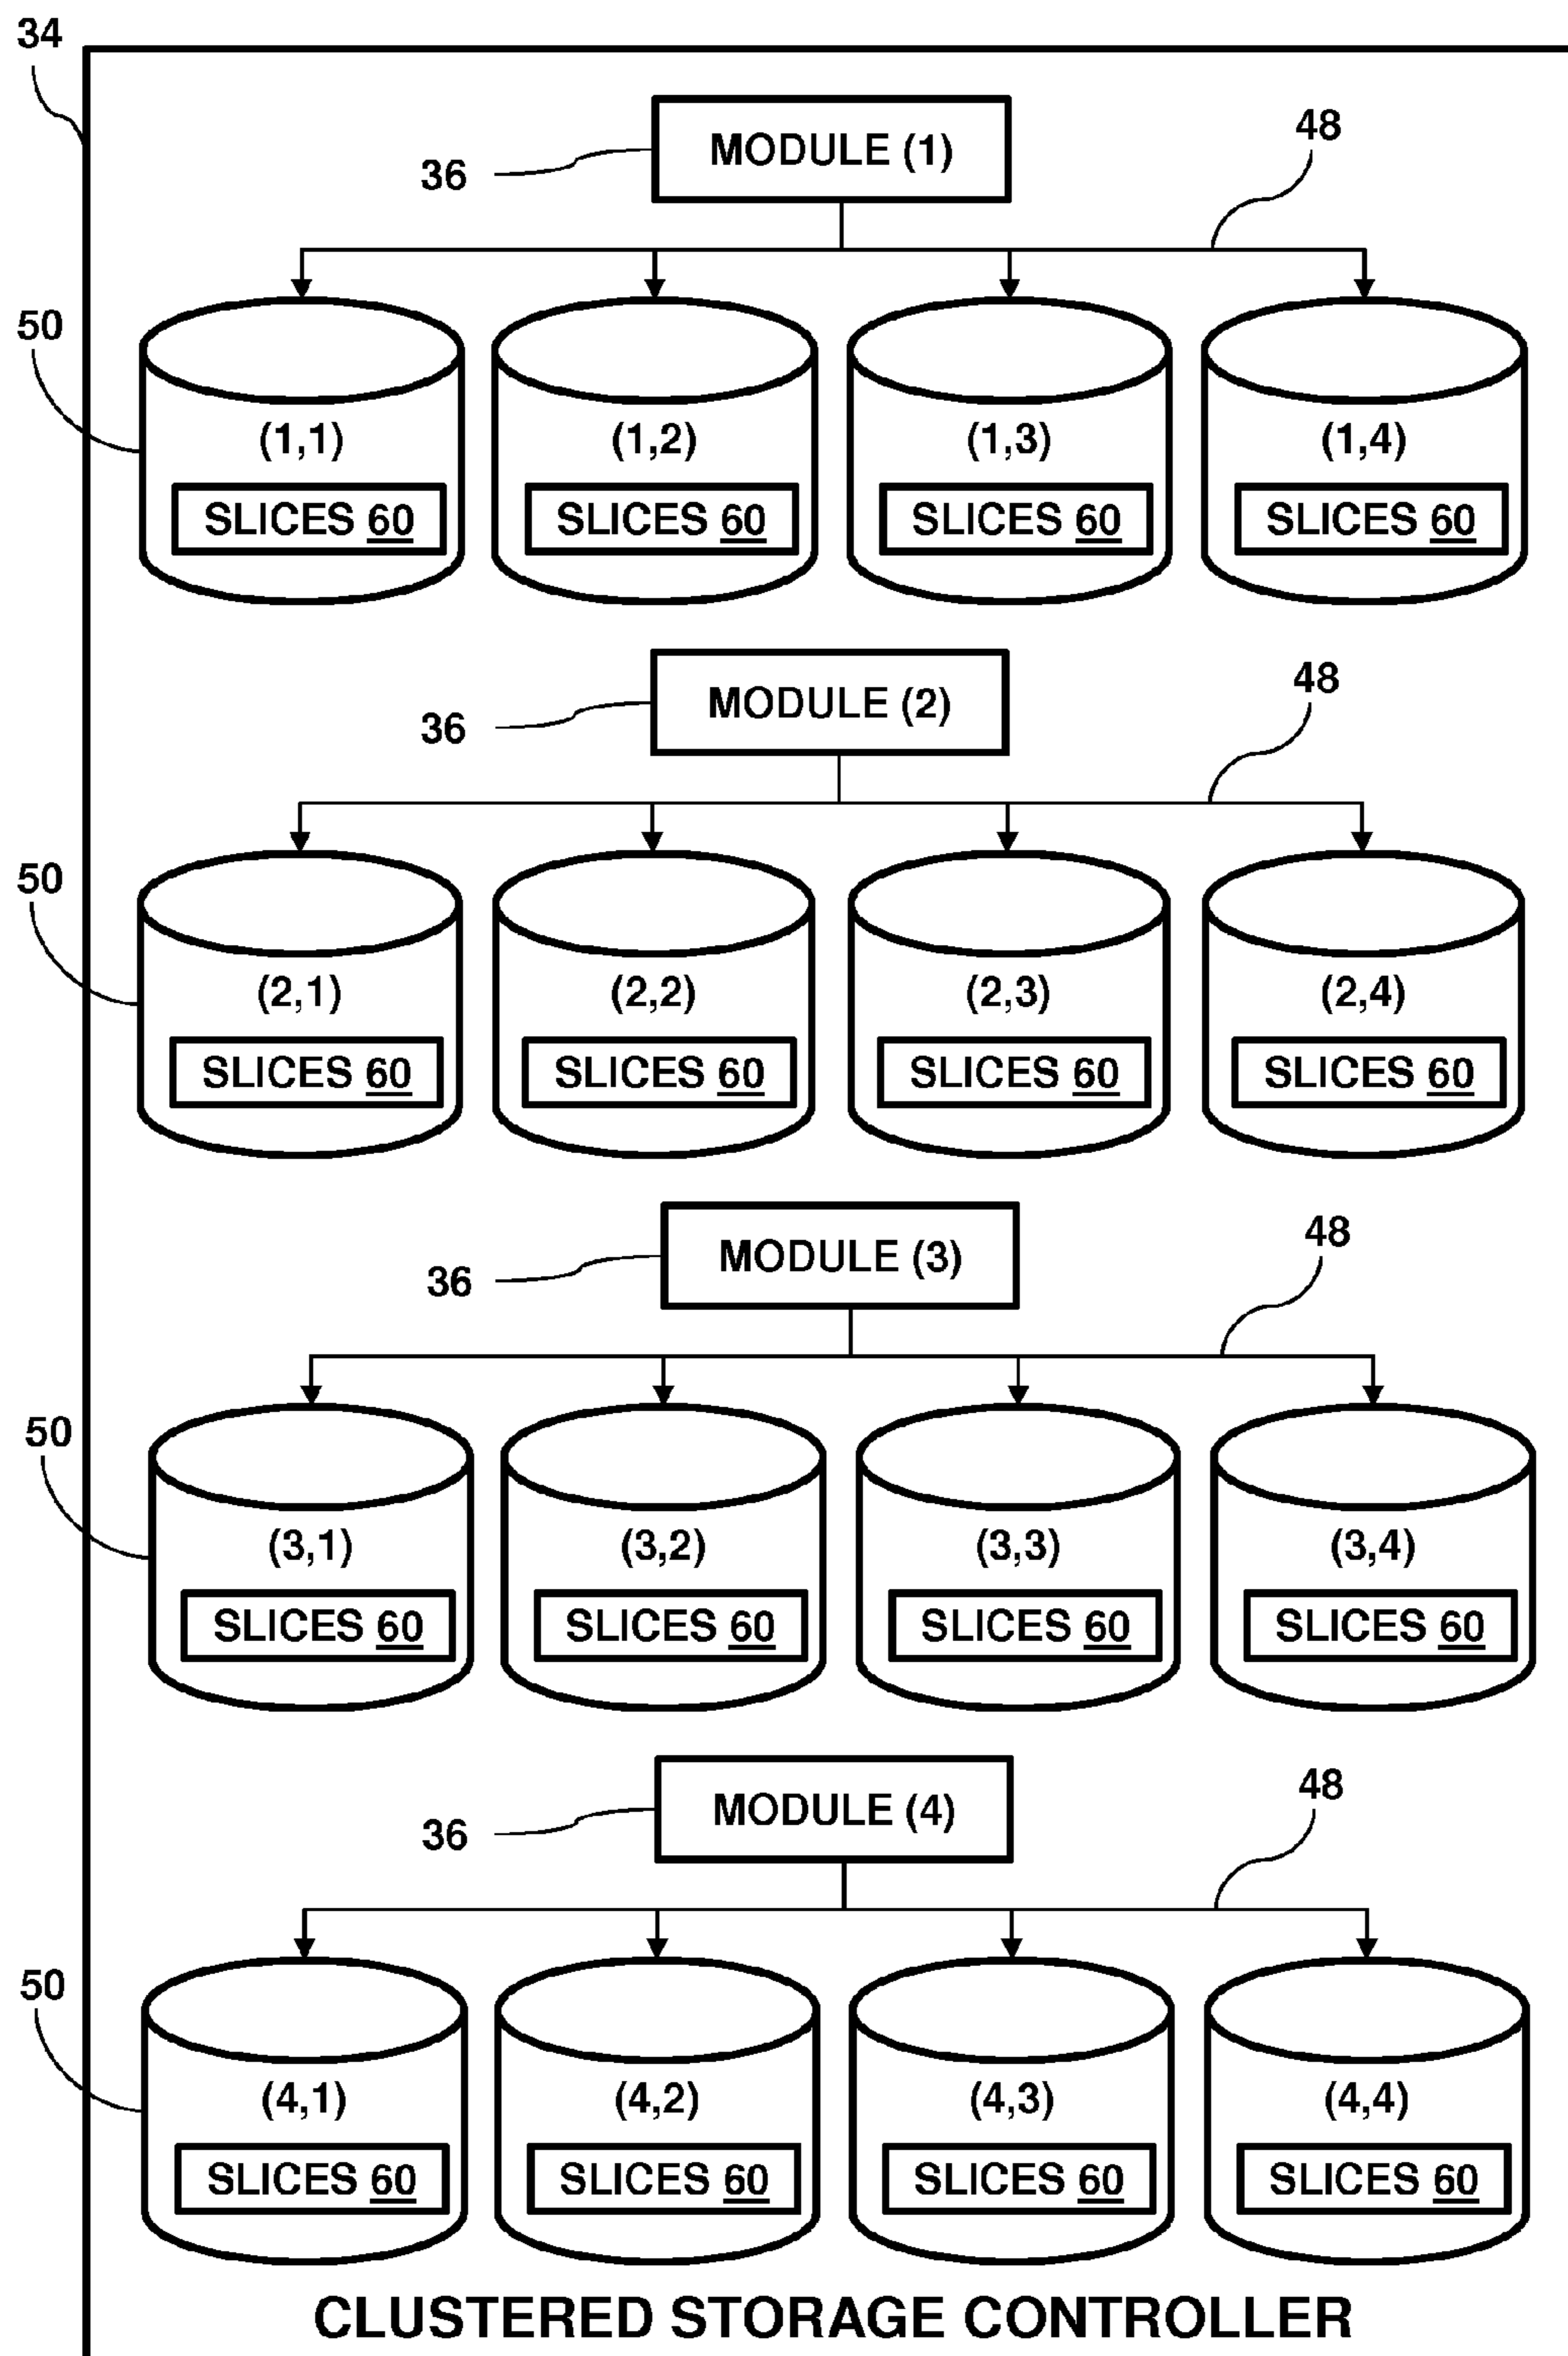 34
MODULE (1)
48
36
50
(1,1) (1,2) (1,3) (1,4)
SLICES 60 SLICES 60 SLICES 60 SLICES 60
MODULE (2)
48
36
50
(2,1) (2,2) (2,3) (2,4)
SLICES 60 SLICES 60 SLICES 60 SLICES 60
MODULE (3)
48
36
50
(3,1) (3,2) (3,3) (3,4)
SLICES 60 SLICES 60 SLICES 60 SLICES 60
MODULE (4)
48
36
50
(4,1) (4,2) (4,3) (4,4)
SLICES 60 SLICES 60 SLICES 60 SLICES 60
CLUSTERED STORAGE CONTROLLER